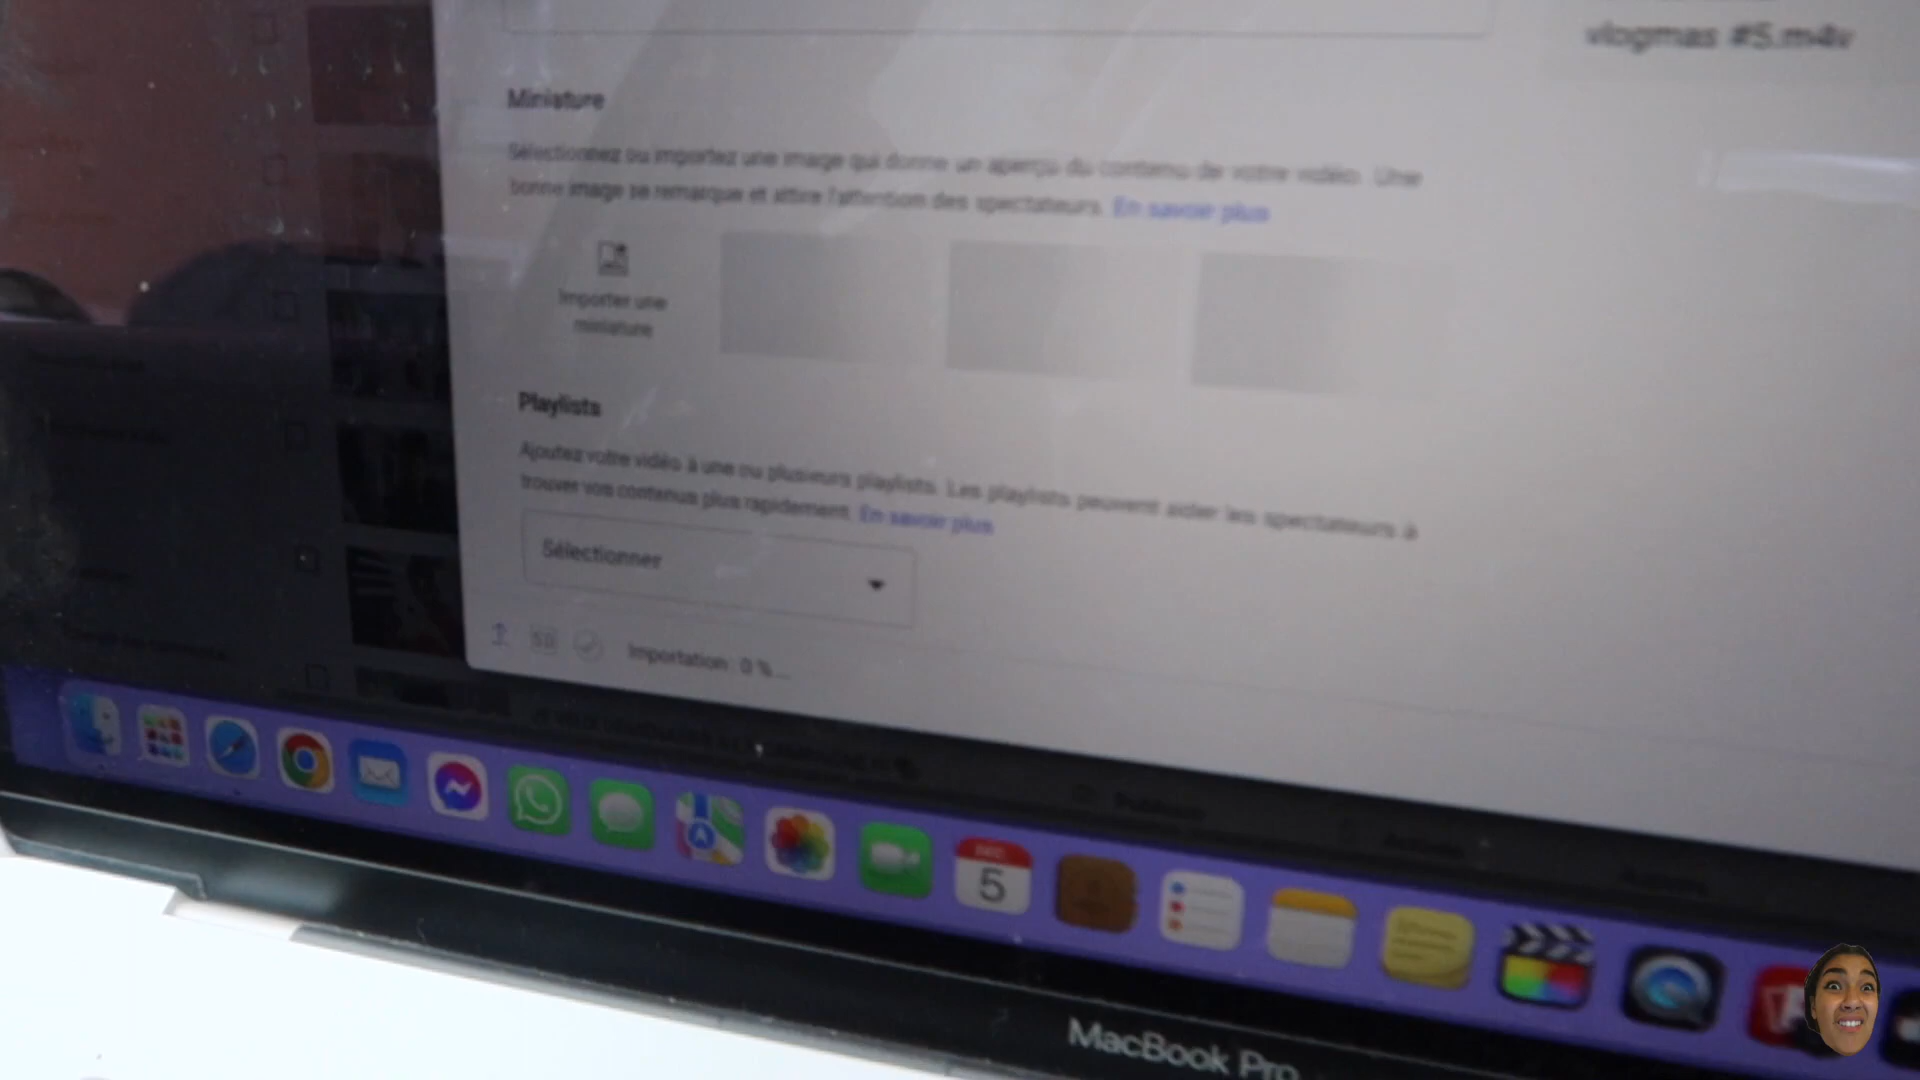 vlogmas #5.m4v
Miniature
Sélectionnez ou importez une image qui donne un aperçu du contenu de votre vidéo. Une
bonne image se remarque et attire l'attention des spectateurs. En savoir plus
Importer une
miniature
Playlists
Ajoutez votre vidéo à une ou plusieurs playlists. Les playlists peuvent aider les spectateurs à
trouver vos contenus plus rapidement. En savoir plus
Sélectionner
SD
Importation : 0 %...
DEC
5
MacBook Pro